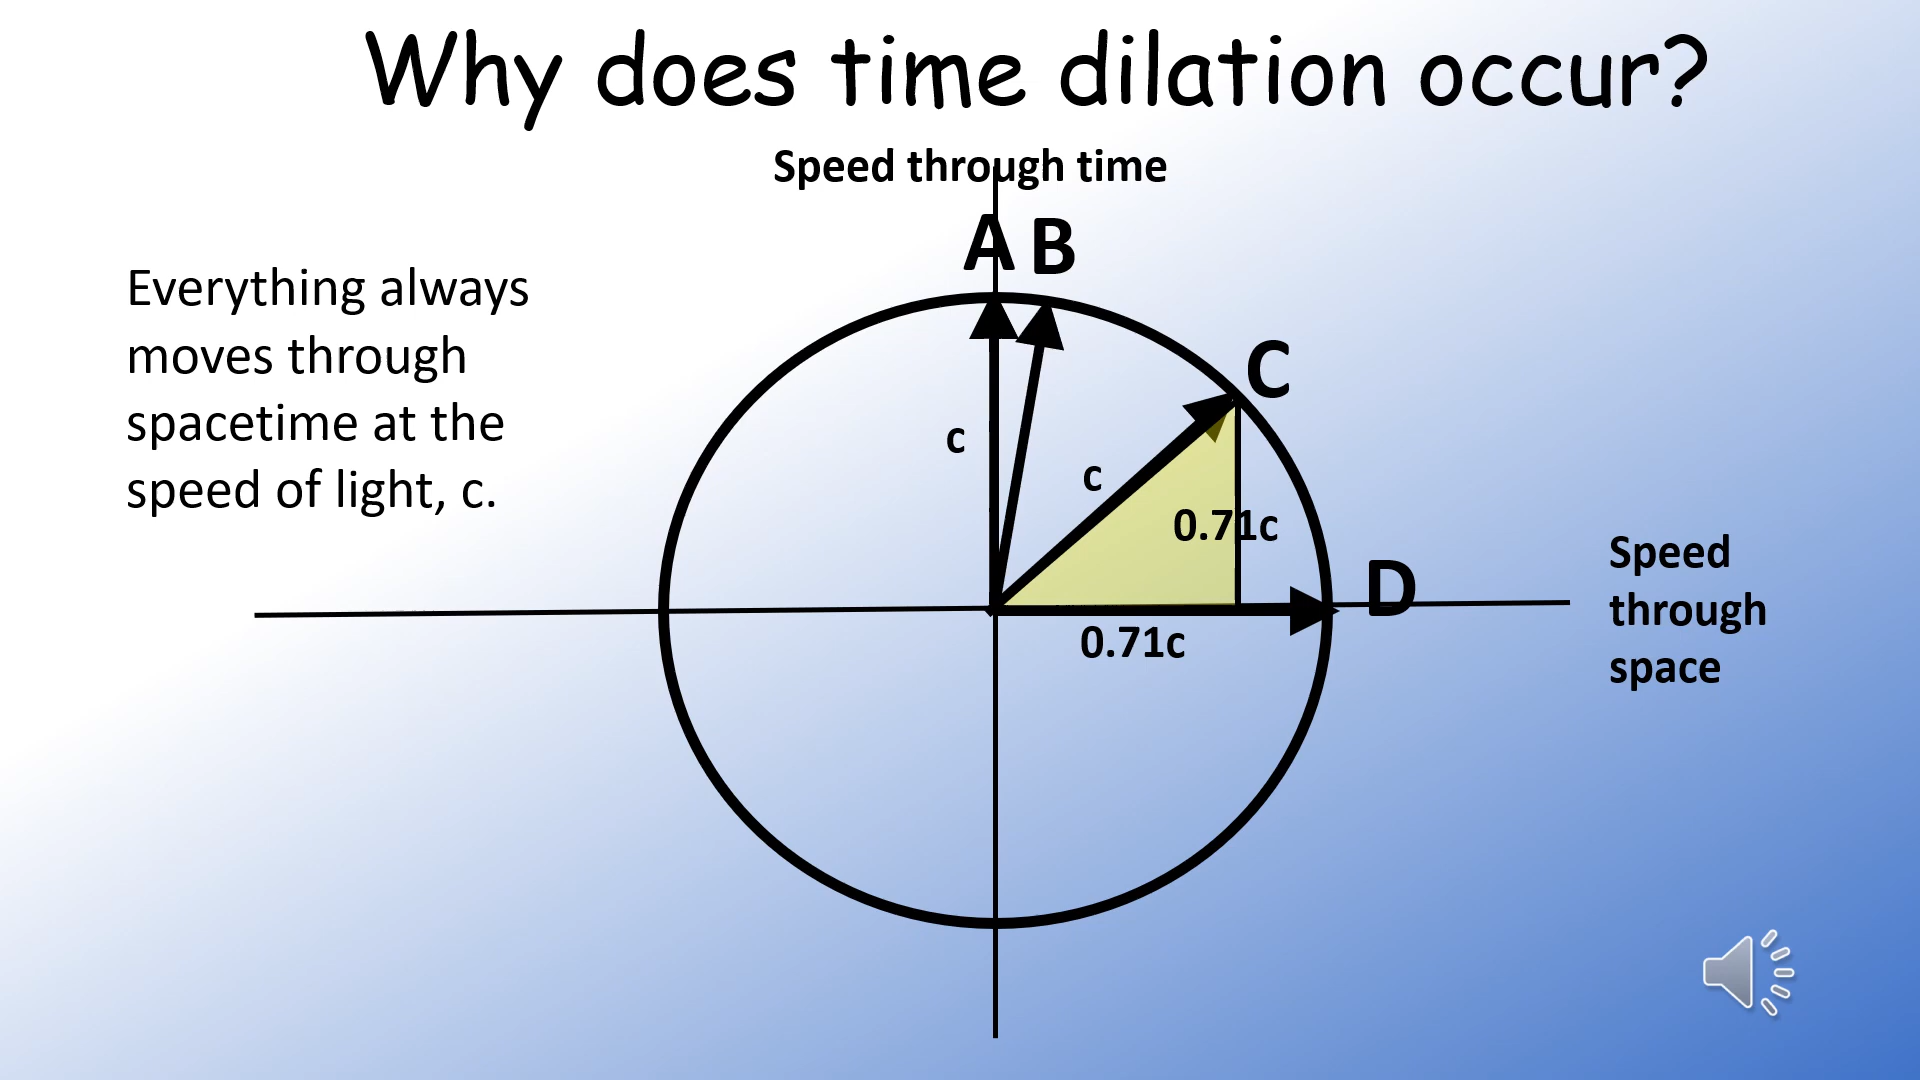 Why does time dilation occur?
Speed through time
A B
Everything always
moves through
spacetime at the
speed of light, c.
C
c
c
0.71c
D
0.71c
Speed
through
space